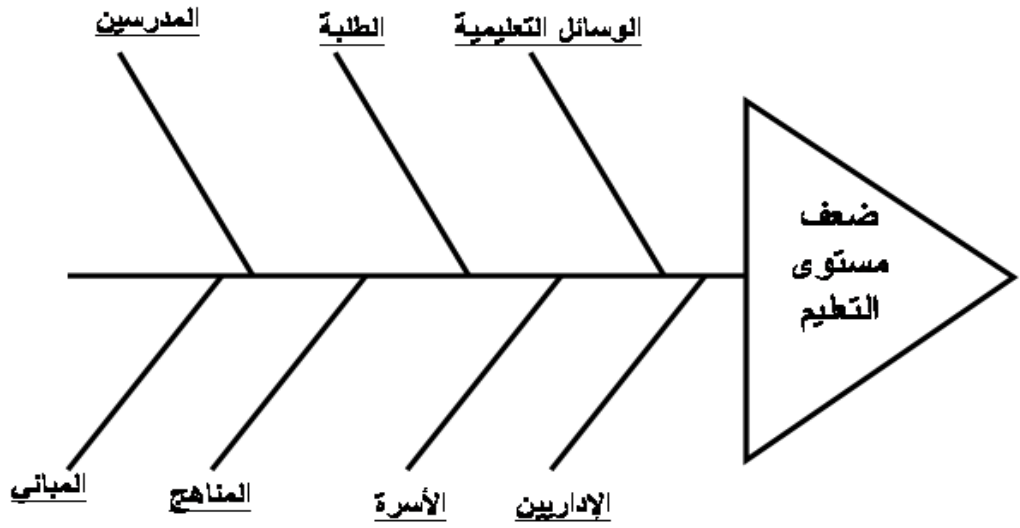 الوسائل التعليمية
الطلبة
المدرسين
ضعف
مستوى
التعليم
الإداريين
الأسرة
المناهج
المباني